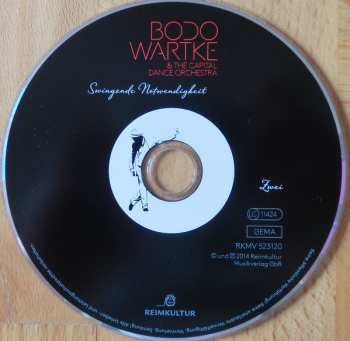 BODO
WARTKE
& THE CAPITAL
DANCE ORCHESTRA
Swingende Notwendigkeit
Zwei
LC 11424
GEMA
RKMV 523120
© und ℗ 2014 Reimkultur
Musikverlag GbR
REIMKULTUR